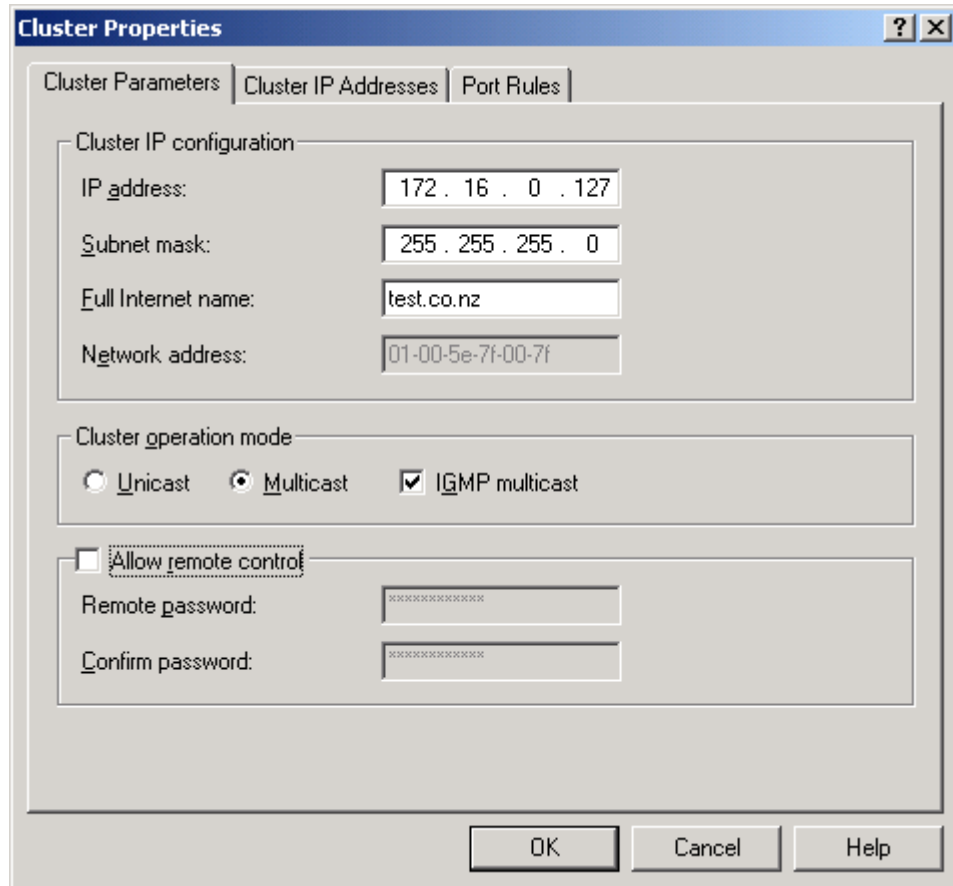 Cluster Properties
Cluster Parameters Cluster IP Addresses Port Rules
Cluster IP configuration
IP address: 172 . 16 . 0 . 127
Subnet mask: 255 . 255 . 255 . 0
Full Internet name: test.co.nz
Network address: 01-00-5e-7f-00-7f
Cluster operation mode
Unicast Multicast IGMP multicast
Allow remote control
Remote password: ************
Confirm password: ************
OK Cancel Help